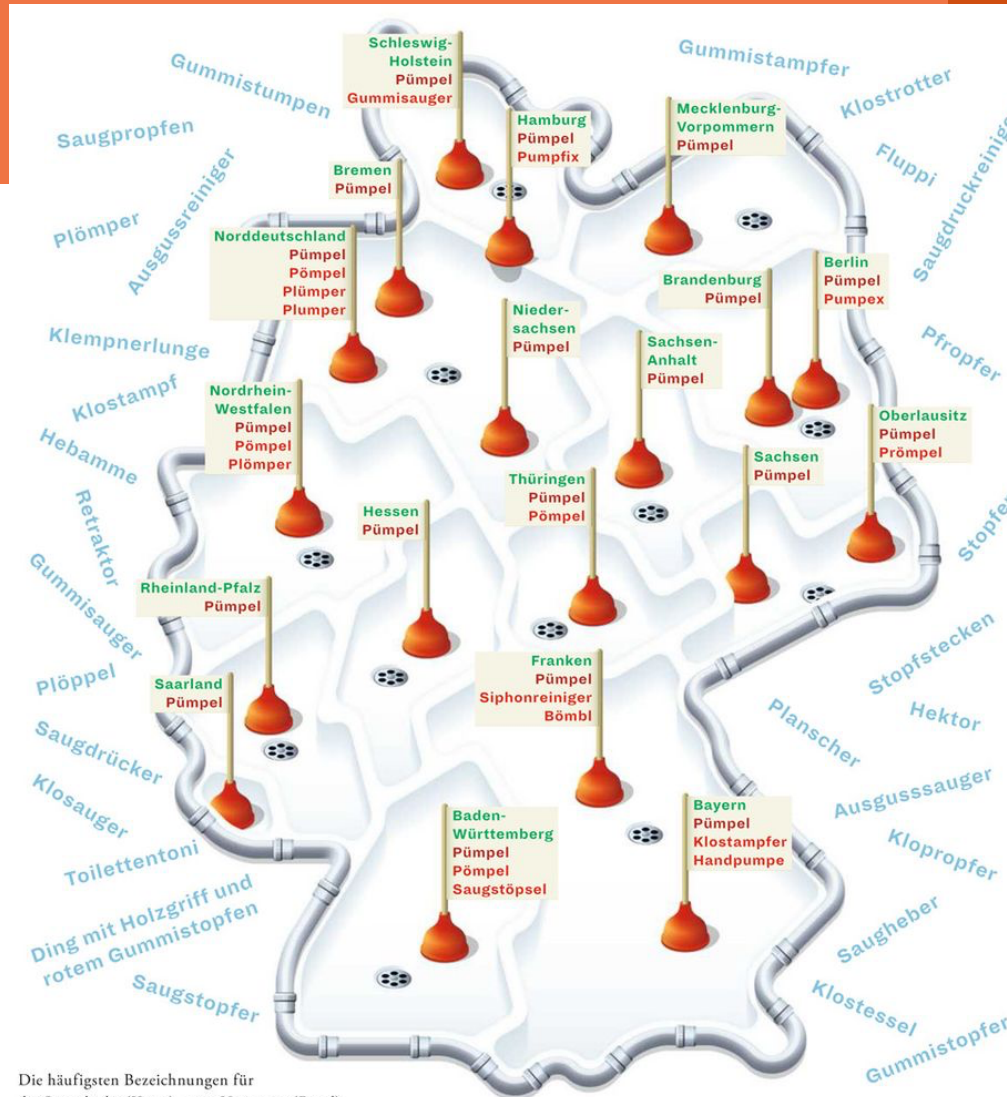 Schleswig-
Holstein
Pümpel
Gummisauger
Hamburg
Pümpel
Pumpfix
Mecklenburg-
Vorpommern
Pümpel
Bremen
Pümpel
Norddeutschland
Pümpel
Pömpel
Plümper
Plumper
Brandenburg
Pümpel
Berlin
Pümpel
Pumpex
Nieder-
sachsen
Pümpel
Sachsen-
Anhalt
Pümpel
Nordrhein-
Westfalen
Pümpel
Pömpel
Plömper
Oberlausitz
Pümpel
Prömpel
Sachsen
Pümpel
Thüringen
Pümpel
Pömpel
Hessen
Pümpel
Rheinland-Pfalz
Pümpel
Saarland
Pümpel
Franken
Pümpel
Siphonreiniger
Bömbl
Baden-
Württemberg
Pümpel
Pömpel
Saugstöpsel
Bayern
Pümpel
Klostampfer
Handpumpe
Gummistumpen
Saugpropfen
Ausgussreiniger
Plömper
Klempnerlunge
Klostampf
Hebamme
Retraktor
Gummisauger
Plöppel
Saugdrücker
Klosauger
Toilettentoni
Ding mit Holzgriff und
rotem Gummistopfen
Saugstopfer
Gummistampfer
Klostrotter
Fluppi
Saugdruckreinige
Pfropfer
Stopfe
Stopfstecken
Hektor
Planscher
Ausgusssauger
Klopropfer
Saugheber
Klostessel
Gummistopfer
Die häufigsten Bezeichnungen für